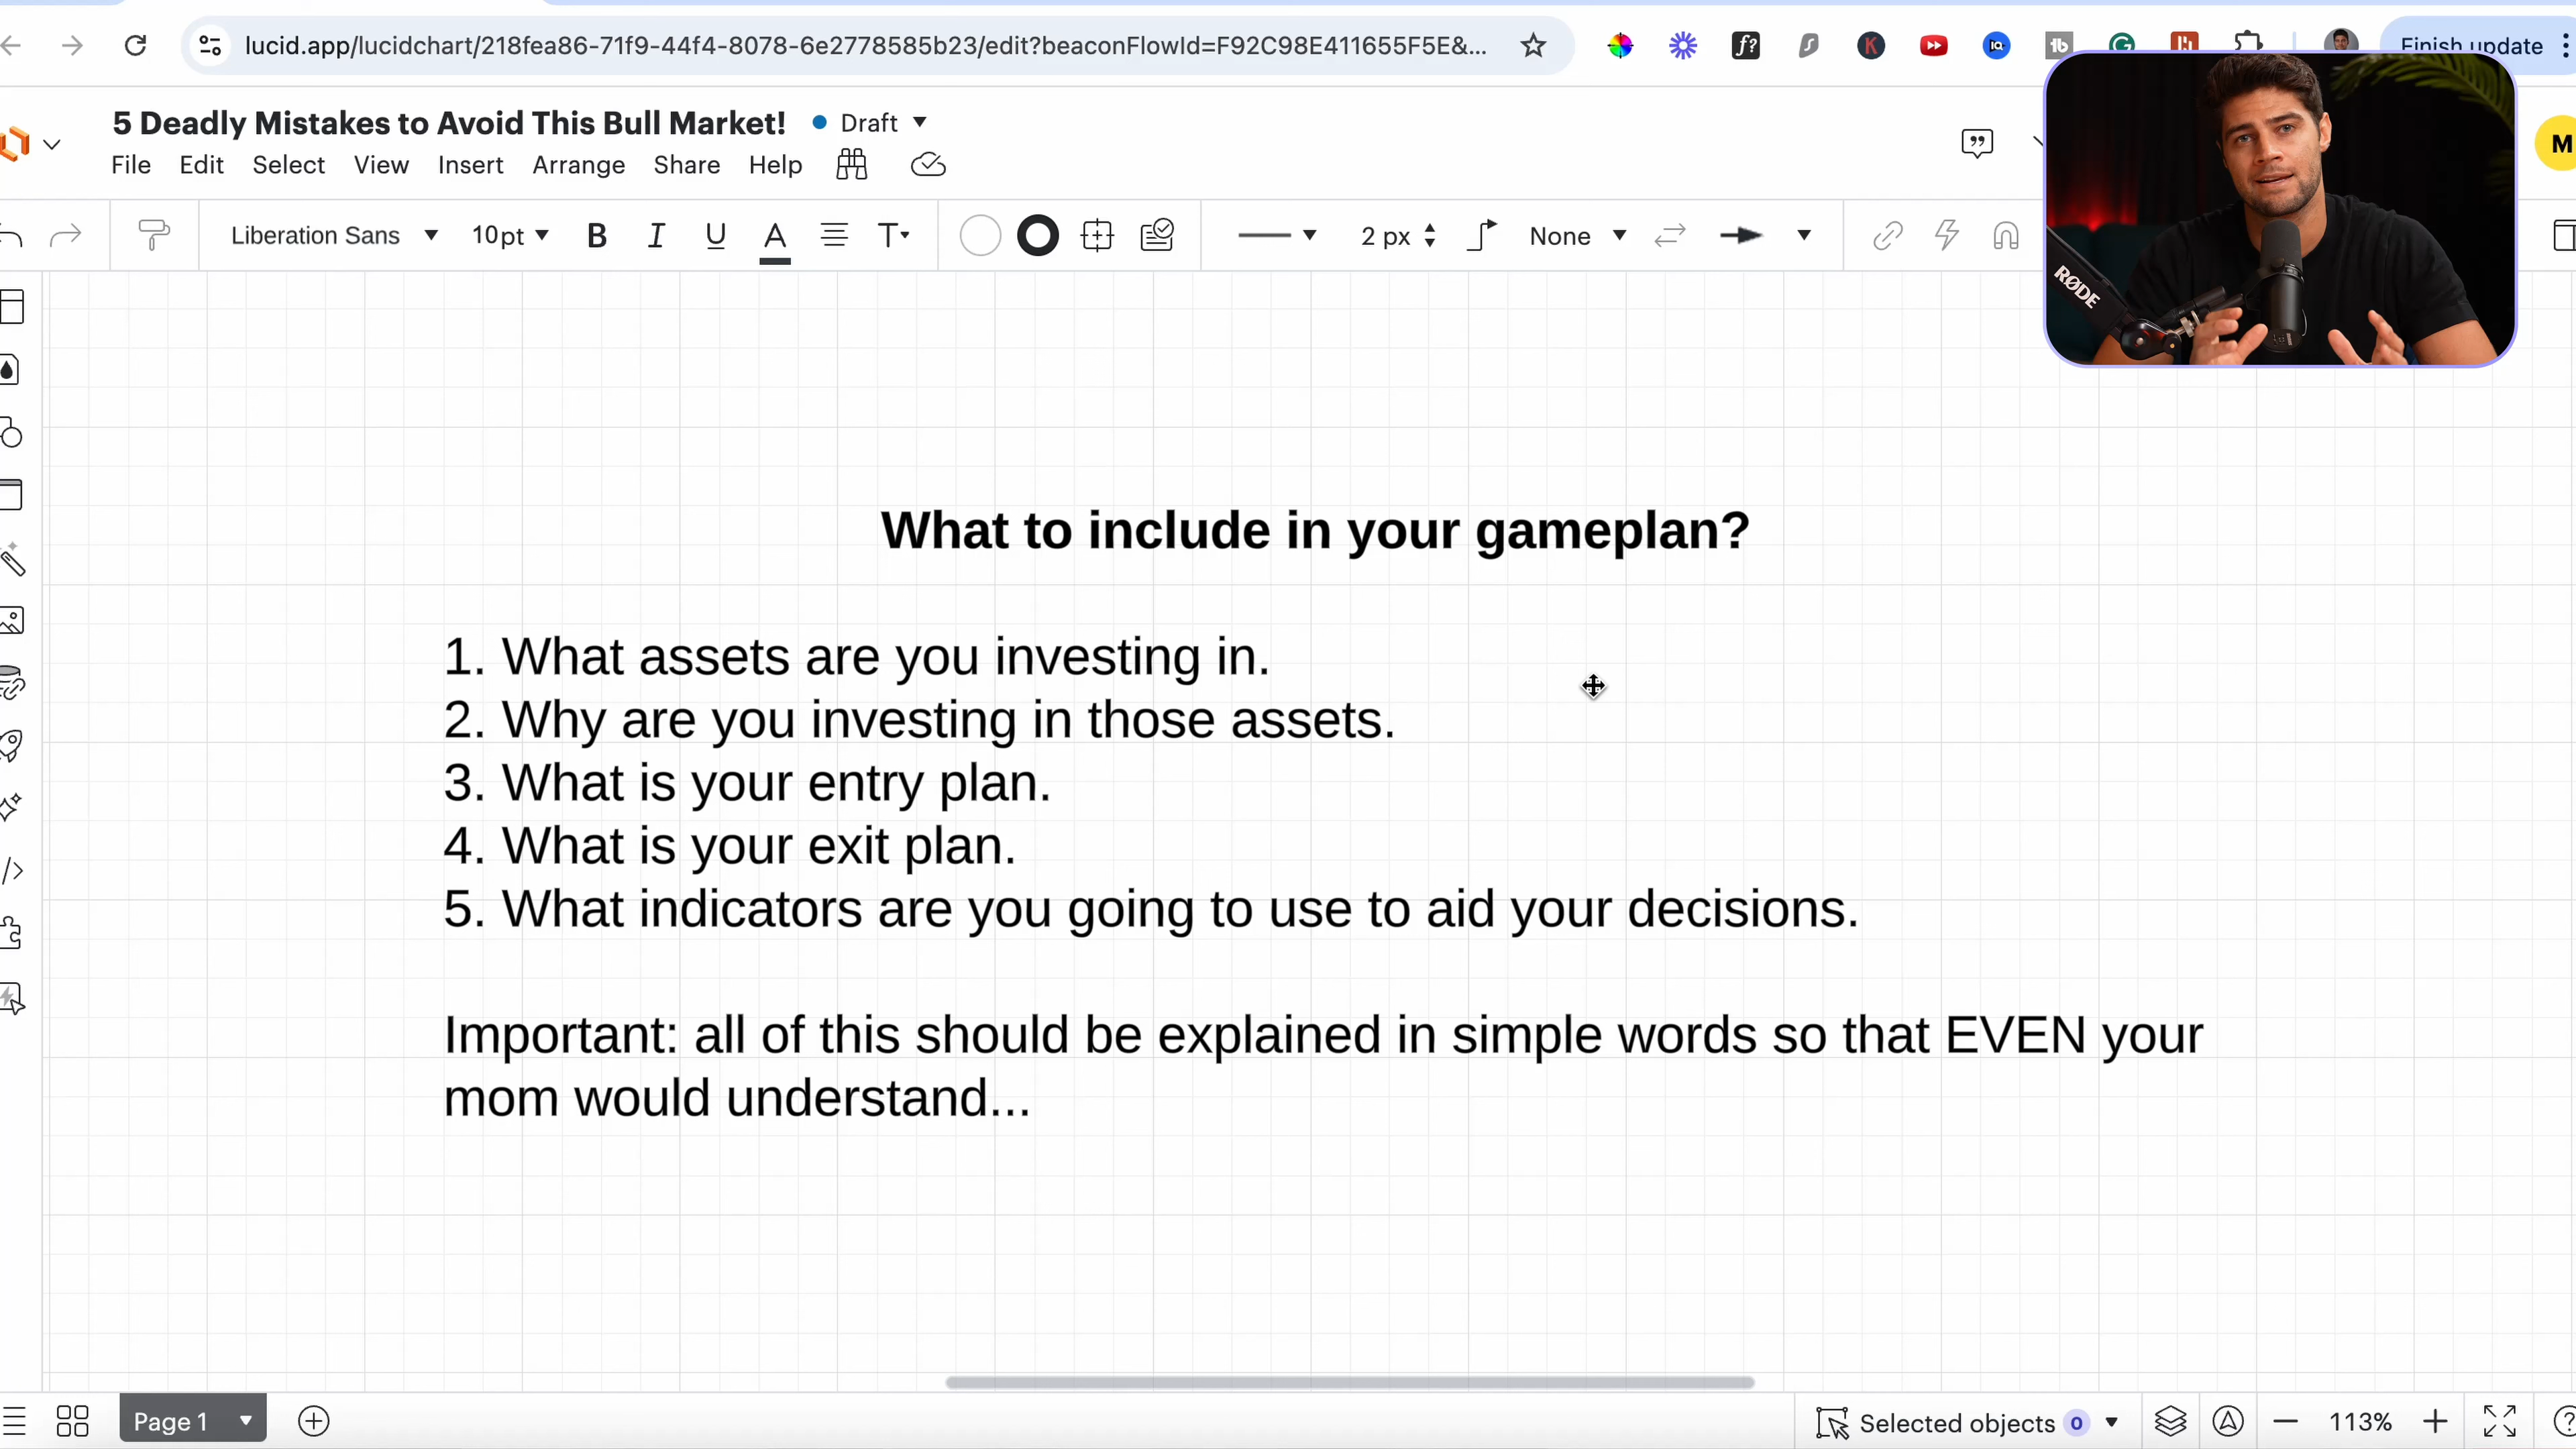 lucid.app/lucidchart/218fea86-71f9-44f4-8078-6e2778585b23/edit?beaconFlowId=F92C98E411655F5E&...
Finish update
5 Deadly Mistakes to Avoid This Bull Market!
Draft
File Edit Select View Insert Arrange Share Help
M
Liberation Sans
10pt
B I U A T
2 px
None
RØDE
What to include in your gameplan?
1. What assets are you investing in.
2. Why are you investing in those assets.
3. What is your entry plan.
4. What is your exit plan.
5. What indicators are you going to use to aid your decisions.
Important: all of this should be explained in simple words so that EVEN your
mom would understand...
Page 1
Selected objects 0
113%